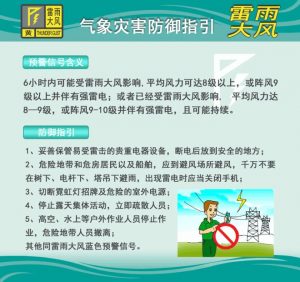 雷雨
大风
黄 THUNDER GUST
气象灾害防御指引
雷雨
大风
预警信号含义
6小时内可能受雷雨大风影响,平均风力可达8级以上，或阵风9
级以上并伴有强雷电；或者已经受雷雨大风影响， 平均风力达
8—9级，或阵风9-10级并伴有强雷电，且可能持续。
防御指引
1、妥善保管易受雷击的贵重电器设备，断电后放到安全的地方；
2、危险地带和危房居民以及船舶，应到避风场所避风，千万不要
在树下、电杆下、塔吊下避雨，出现雷电时应当关闭手机；
3、切断霓虹灯招牌及危险的室外电源；
4、停止露天集体活动，立即疏散人员；
5、高空、水上等户外作业人员停止作
业，危险地带人员撤离；
其他同雷雨大风蓝色预警信号。